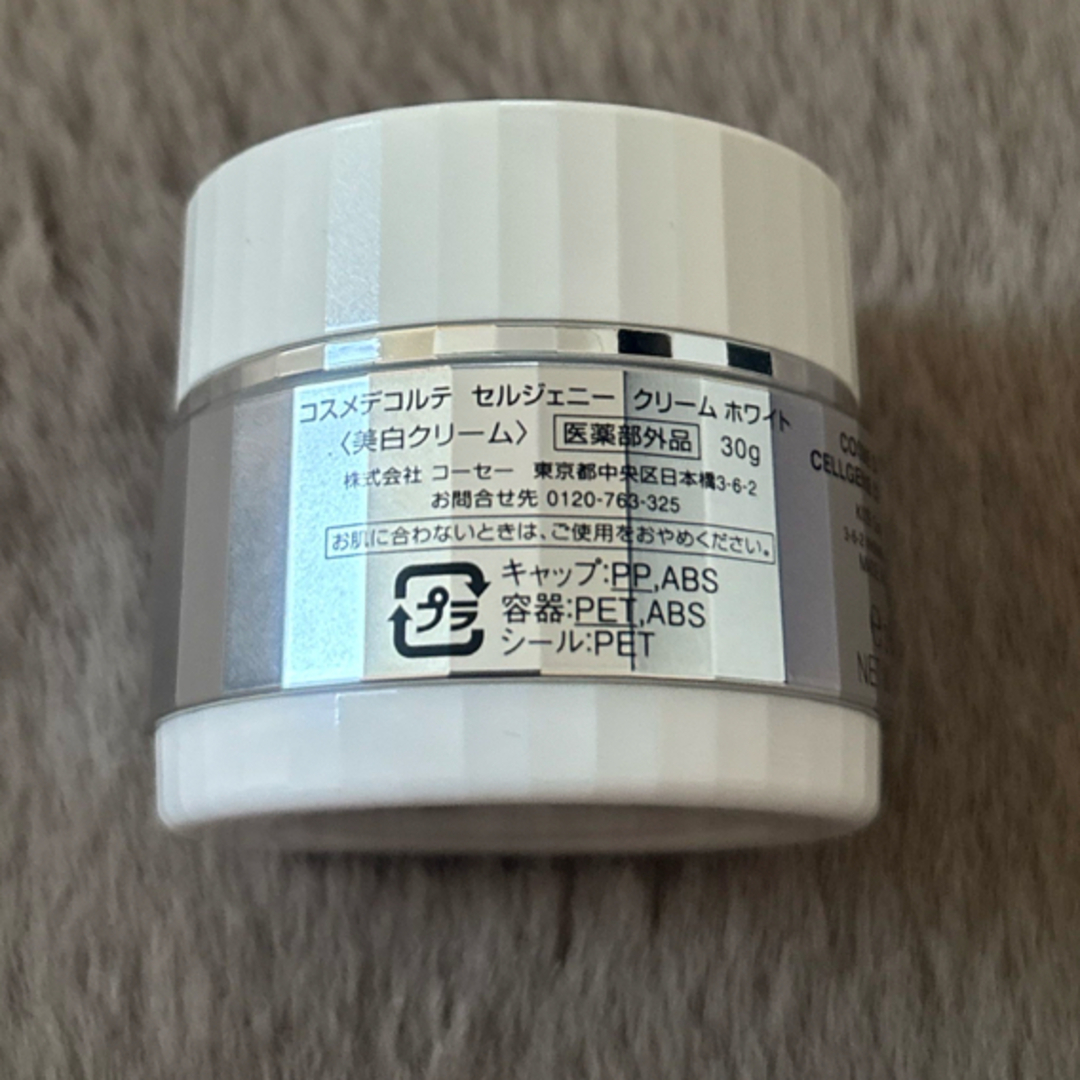 コスメデコルテ セルジェニー クリーム ホワイト
〈美白クリーム〉 医薬部外品 30g
株式会社 コーセー 東京都中央区日本橋3-6-2
お問合せ先 0120-763-325
お肌に合わないときは、ご使用をおやめください。
プラ
キャップ:PP,ABS
容器:PET,ABS
シール:PET